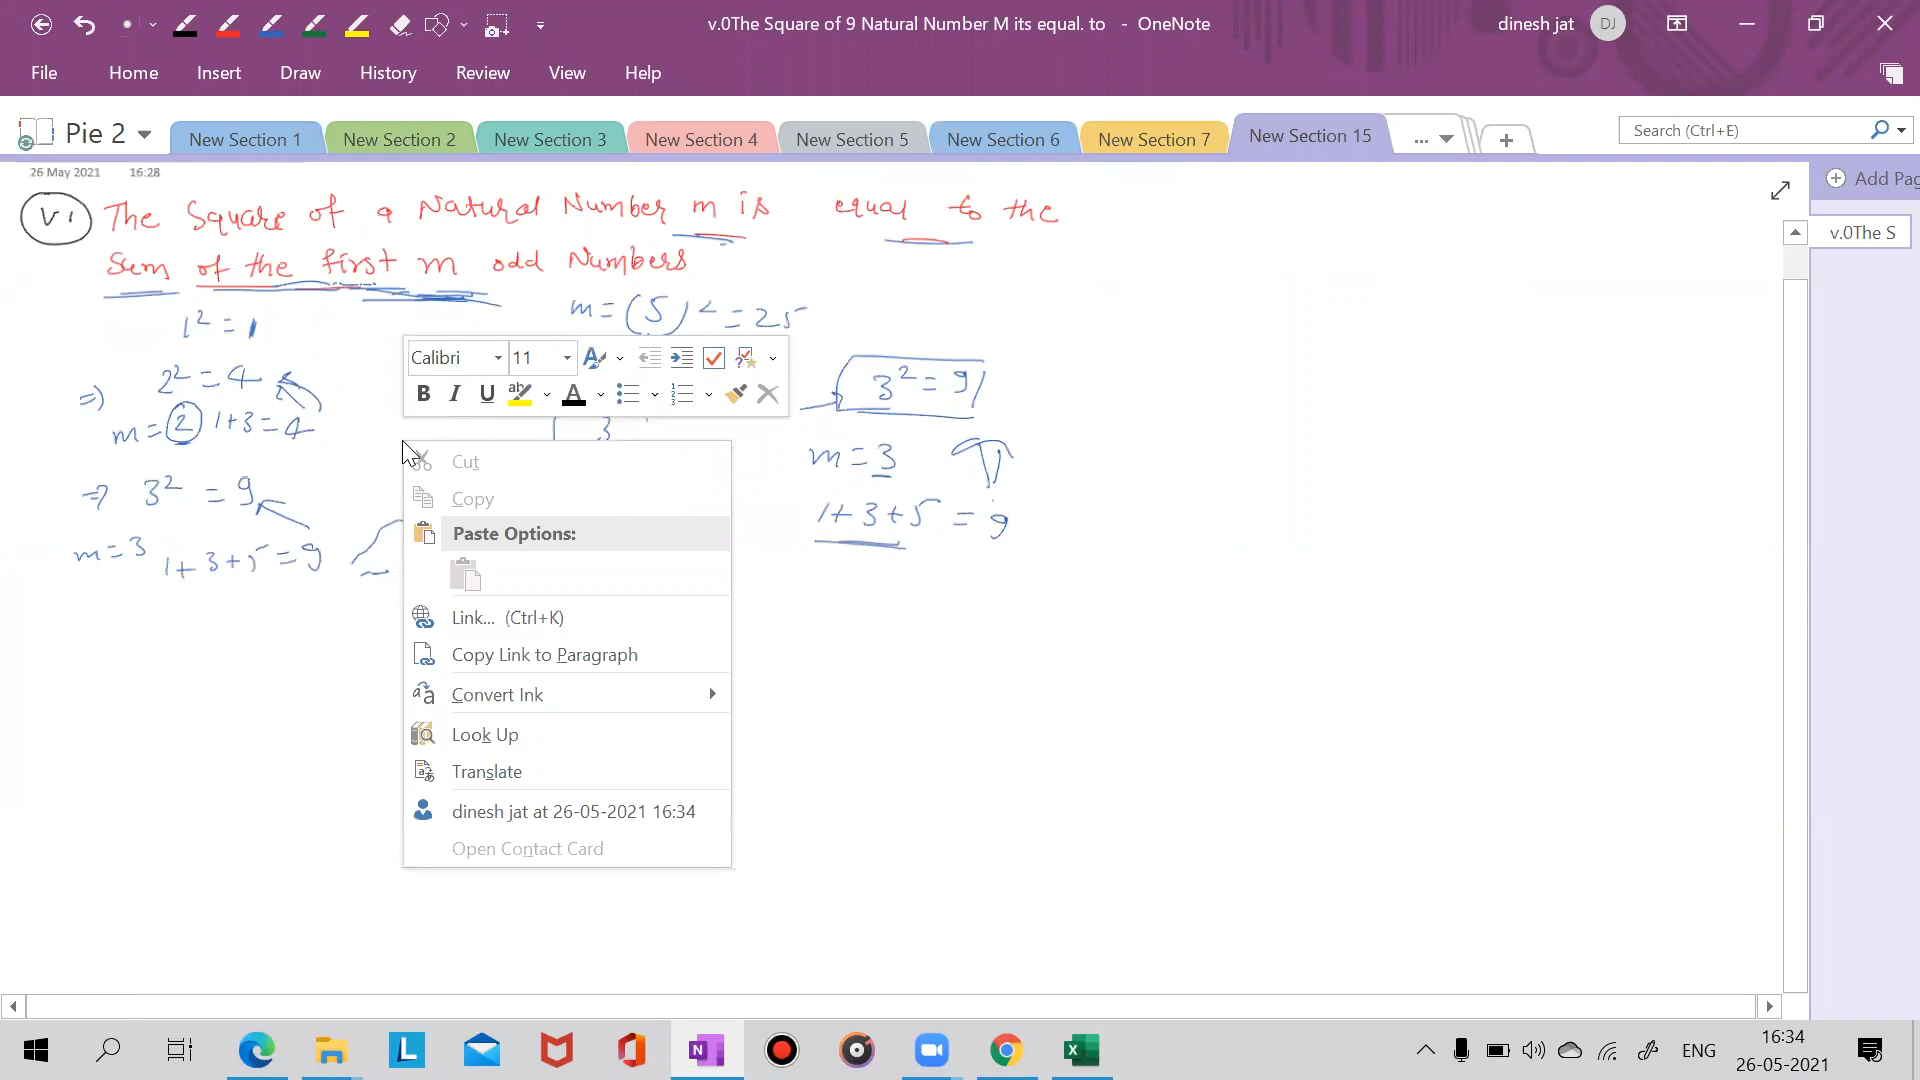 v.0The Square of 9 Natural Number M its equal. to - OneNote
dinesh jat DJ
File Home Insert Draw History Review View Help
Pie 2 New Section 1 New Section 2 New Section 3 New Section 4 New Section 5 New Section 6 New Section 7 New Section 15 ... Search (Ctrl+E)
26 May 2021 16:28
Add Pag
v.0The S
VI The Square of a Natural Number m is equal to the
Sum of the first m odd Numbers
1² = 1
m = (5)² = 25
=) 2² = 4
m = 2 1+3 = 4
=> 3² = 9
m = 3 1+3+5 = 9
3
3² = 9
m = 3
1+3+5 = 9
Calibri 11
B I U ab A
Cut
Copy
Paste Options:
Link... (Ctrl+K)
Copy Link to Paragraph
Convert Ink
Look Up
Translate
dinesh jat at 26-05-2021 16:34
Open Contact Card
ENG
16:34
26-05-2021